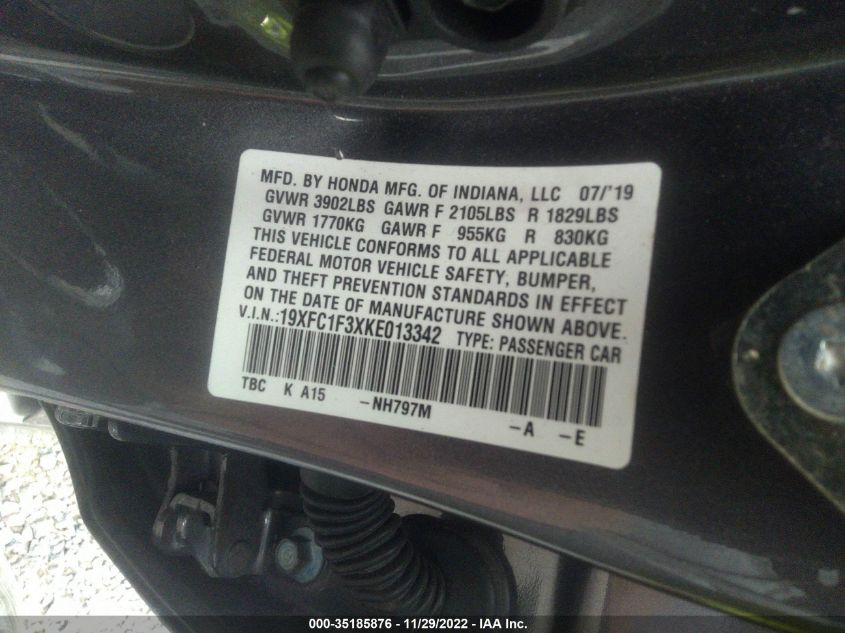 MFD. BY HONDA MFG. OF INDIANA, LLC 07/'19
GVWR 3902LBS GAWR F 2105LBS R 1829LBS
GVWR 1770KG GAWR F 955KG R 830KG
THIS VEHICLE CONFORMS TO ALL APPLICABLE
FEDERAL MOTOR VEHICLE SAFETY, BUMPER,
AND THEFT PREVENTION STANDARDS IN EFFECT
ON THE DATE OF MANUFACTURE SHOWN ABOVE.
V.I.N.:19XFC1F3XKE013342 TYPE: PASSENGER CAR
TBC K A15 -NH797M -A -E
000-35185876 - 11/29/2022 - IAA Inc.